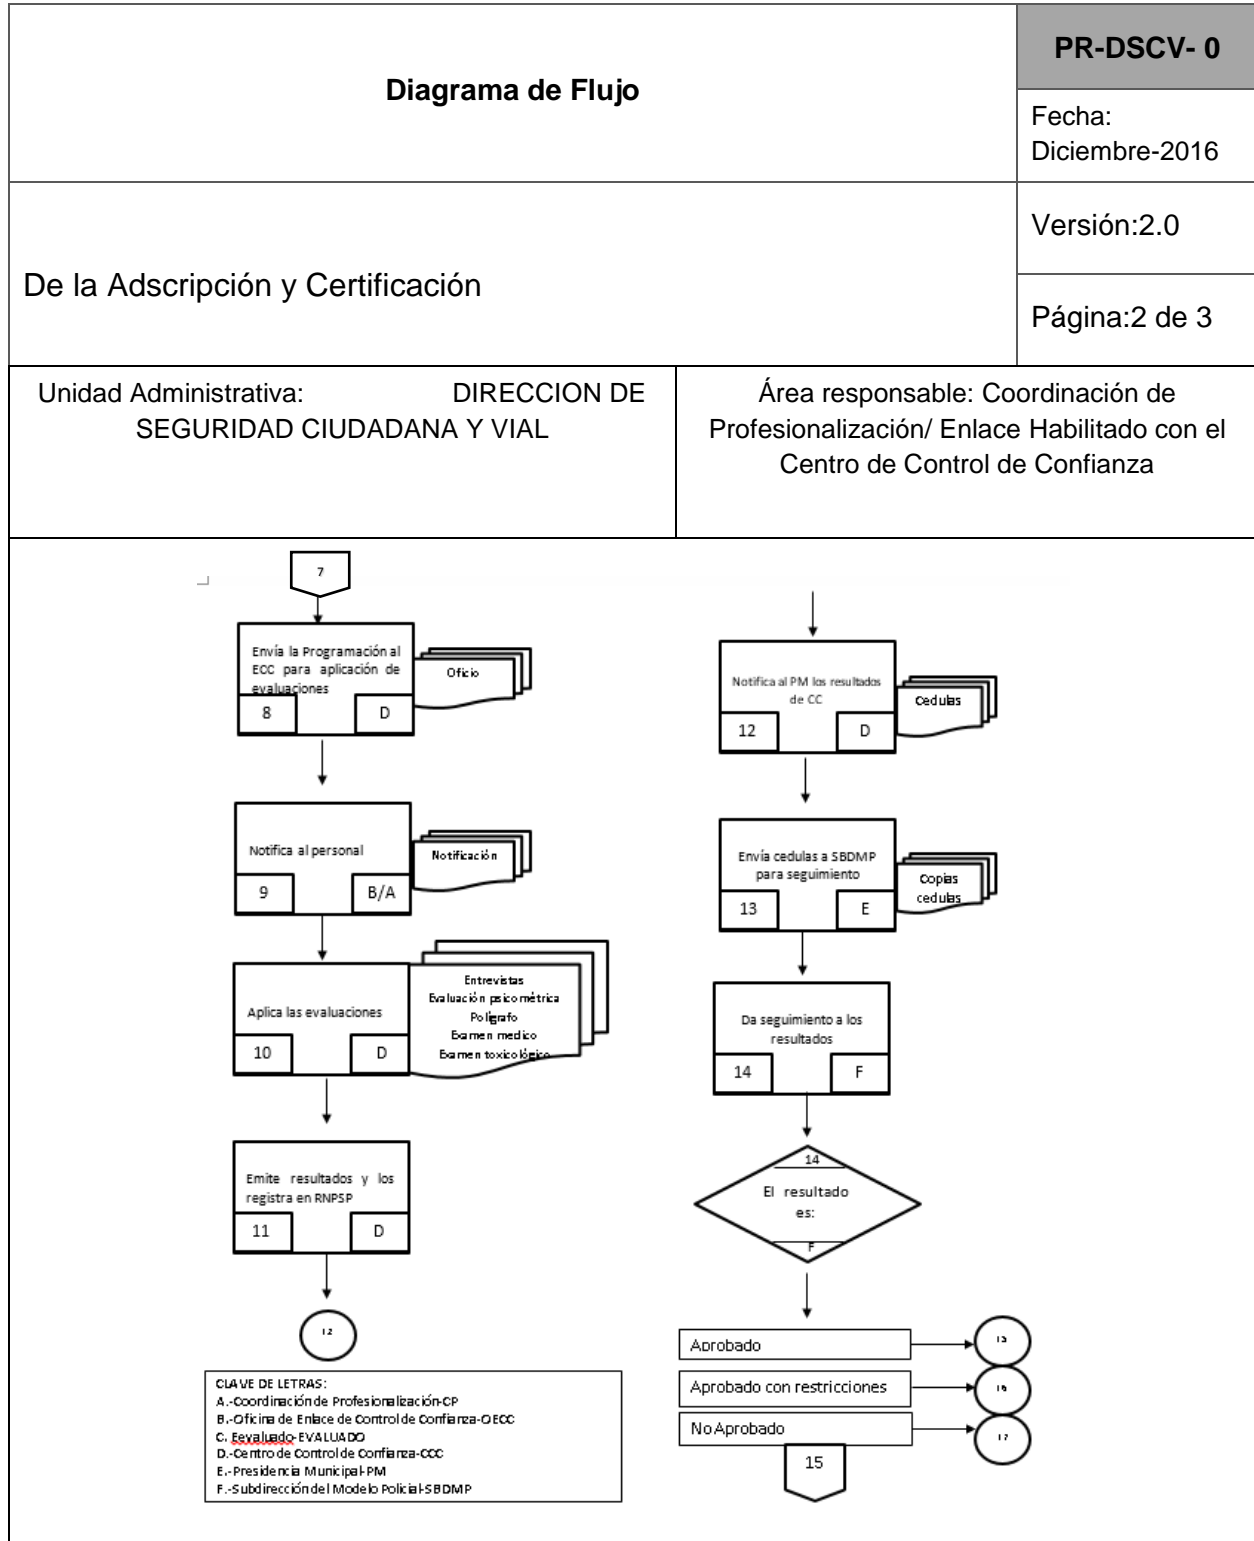 Diagrama de Flujo
PR-DSCV- 0
Fecha:
Diciembre-2016
De la Adscripción y Certificación
Versión:2.0
Página:2 de 3
Unidad Administrativa: DIRECCION DE
SEGURIDAD CIUDADANA Y VIAL
Área responsable: Coordinación de
Profesionalización/ Enlace Habilitado con el
Centro de Control de Confianza
7
Envía la Programación al
ECC para aplicación de
evaluaciones
8 D
Oficio
Notifica al personal
9 B/A
Notificación
Aplica las evaluaciones
10 D
Entrevistas
Evaluación psicométrica
Polígrafo
Examen medico
Examen toxicológico
Emite resultados y los
registra en RNPSP
11 D
12
CLAVE DE LETRAS:
A.-Coordinación de Profesionalización-CP
B.-Oficina de Enlace de Control de Confianza-OECC
C. Eevaluado-EVALUADO
D.-Centro de Control de Confianza-CCC
E.-Presidencia Municipal-PM
F.-Subdirección del Modelo Policial-SBDMP
Notifica al PM los resultados
de CC
12 D
Cedulas
Envía cedulas a SBDMP
para seguimiento
13 E
Copias
cedulas
Da seguimiento a los
resultados
14 F
14
El resultado
es:
F
Aprobado
15
Aprobado con restricciones
16
No Aprobado
17
15